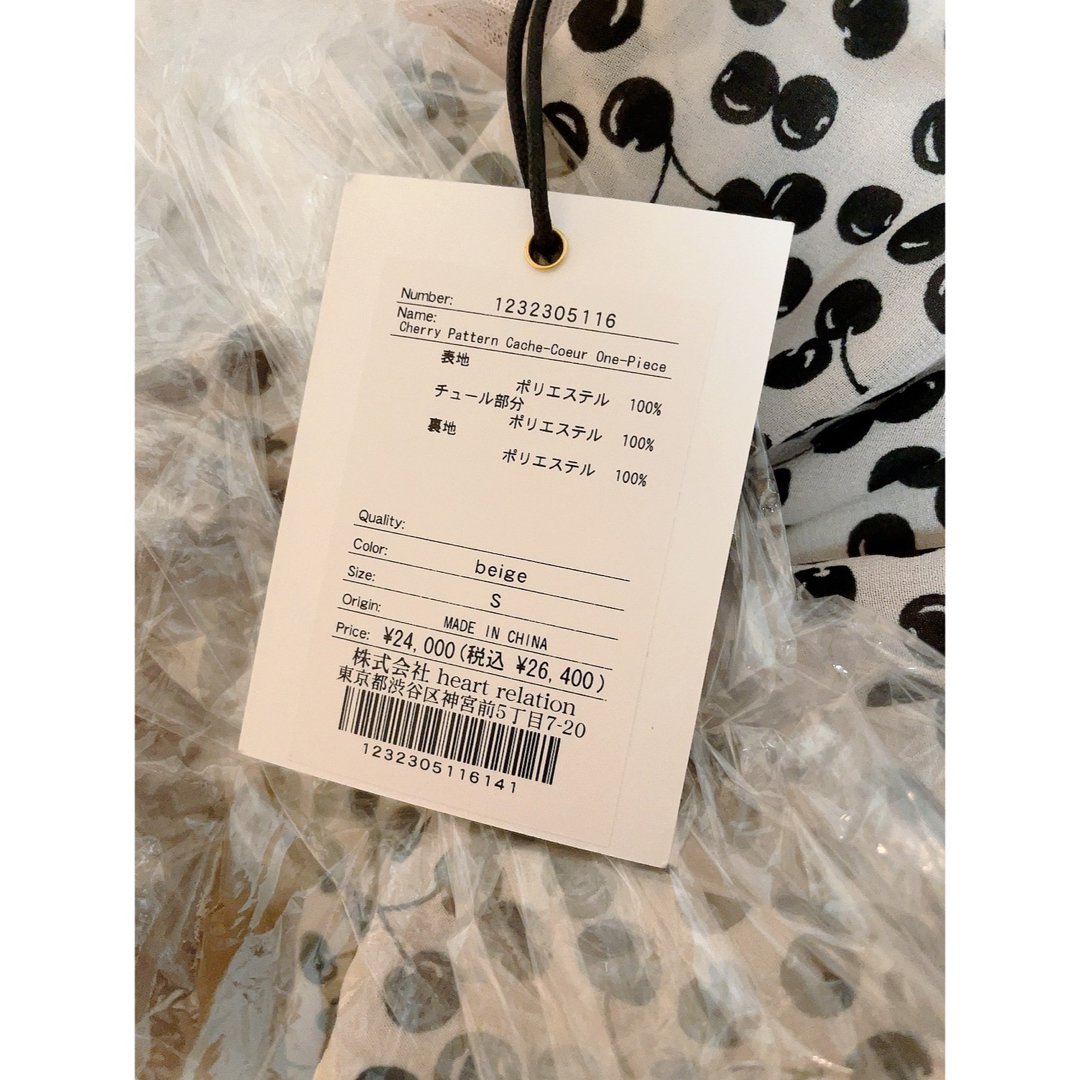 Number: 1232305116
Name:
Cherry Pattern Cache-Coeur One-Piece
表地
ポリエステル 100%
チュール部分
ポリエステル 100%
裏地
ポリエステル 100%
Quality:
Color: beige
Size: S
Origin: MADE IN CHINA
Price: ¥24,000(税込 ¥26,400)
株式会社 heart relation
東京都渋谷区神宮前5丁目7-20
1232305116141